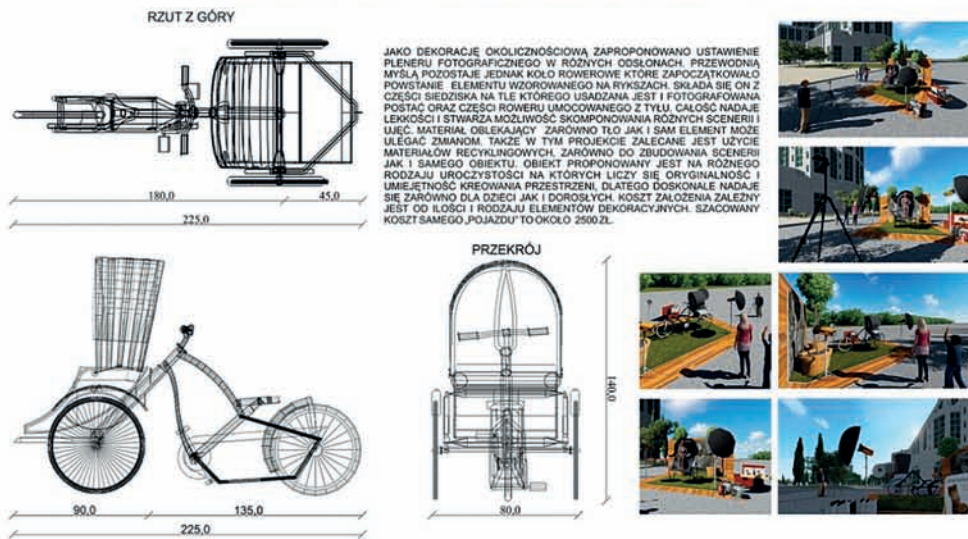 RZUT Z GÓRY
JAKO DEKORACJĘ OKOLICZNOŚCIOWĄ ZAPROPONOWANO USTAWIENIE
PLENERU FOTOGRAFICZNEGO W RÓŻNYCH ODSŁONACH. PRZEWODNIĄ
MYŚLĄ POZOSTAJE JEDNAK KOŁO ROWEROWE KTÓRE ZAPOCZĄTKOWAŁO
POWSTANIE ELEMENTU WZOROWANEGO NA RYKSZACH. SKŁADA SIĘ ON Z
CZĘŚCI SIEDZISKA NA TLE KTÓREGO USADZANA JEST I FOTOGRAFOWANA
POSTAĆ ORAZ CZĘŚCI ROWERU UMOCOWANEGO Z TYŁU. CAŁOŚĆ NADAJE
LEKKOŚCI I STWARZA MOŻLIWOŚĆ SKOMPONOWANIA RÓŻNYCH SCENERII I
UJĘĆ. MATERIAŁ OBLEKAJĄCY ZARÓWNO TŁO JAK I SAM ELEMENT MOŻE
ULEGAĆ ZMIANOM. TAKŻE W TYM PROJEKCIE ZALECANE JEST UŻYCIE
MATERIAŁÓW RECYKLINGOWYCH. ZARÓWNO DO ZBUDOWANIA SCENERII
JAK I SAMEGO OBIEKTU. OBIEKT PROPONOWANY JEST NA RÓŻNEGO
RODZAJU UROCZYSTOŚCI NA KTÓRYCH LICZY SIĘ ORYGINALNOŚĆ I
UMIEJĘTNOŚĆ KREOWANIA PRZESTRZENI, DLATEGO DOSKONALE NADAJE
SIĘ ZARÓWNO DLA DZIECI JAK I DOROSŁYCH. KOSZT ZAŁOŻENIA ZALEŻNY
JEST OD ILOŚCI I RODZAJU ELEMENTÓW DEKORACYJNYCH. SZACOWANY
KOSZT SAMEGO „POJAZDU” TO OKOŁO 2500 ZŁ.
180,0
45,0
225,0
PRZEKRÓJ
140,0
90,0
135,0
225,0
80,0